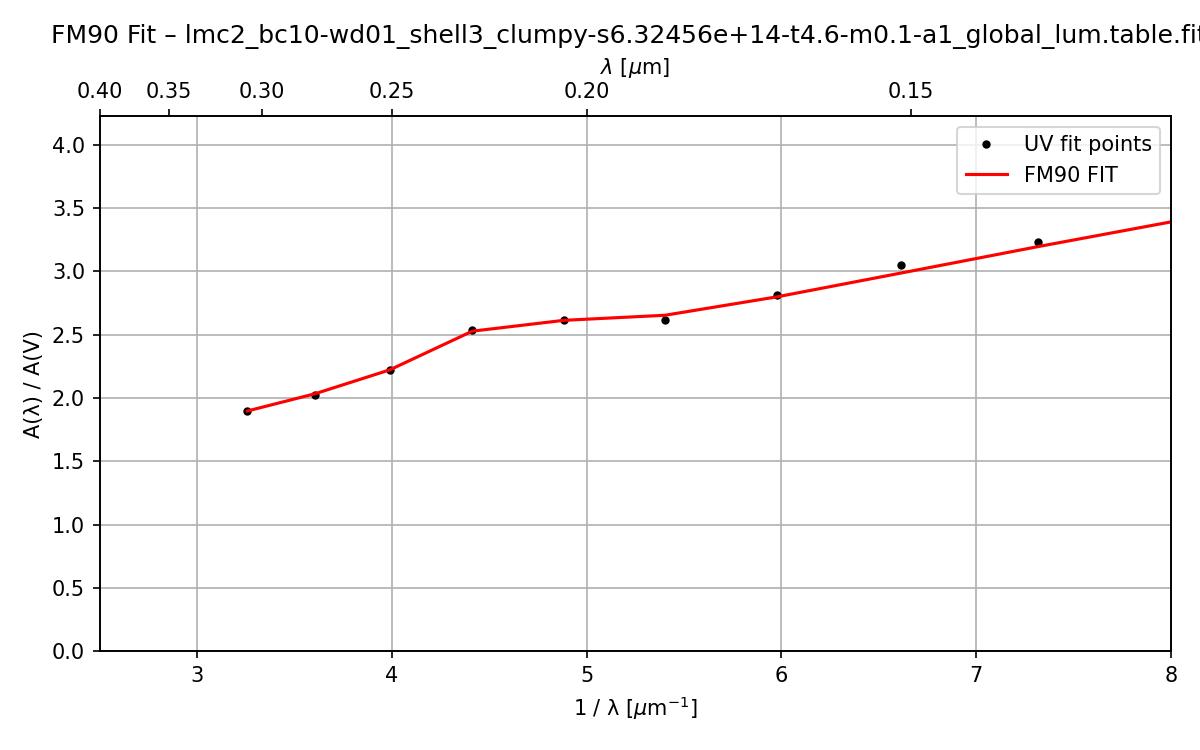 FM90 Fit – lmc2_bc10-wd01_shell3_clumpy-s6.32456e+14-t4.6-m0.1-a1_global_lum.table.fit
λ [μm]
0.40 0.35 0.30 0.25 0.20 0.15
UV fit points
FM90 FIT
A(λ) / A(V)
4.0
3.5
3.0
2.5
2.0
1.5
1.0
0.5
0.0
3 4 5 6 7 8
1 / λ [μm⁻¹]